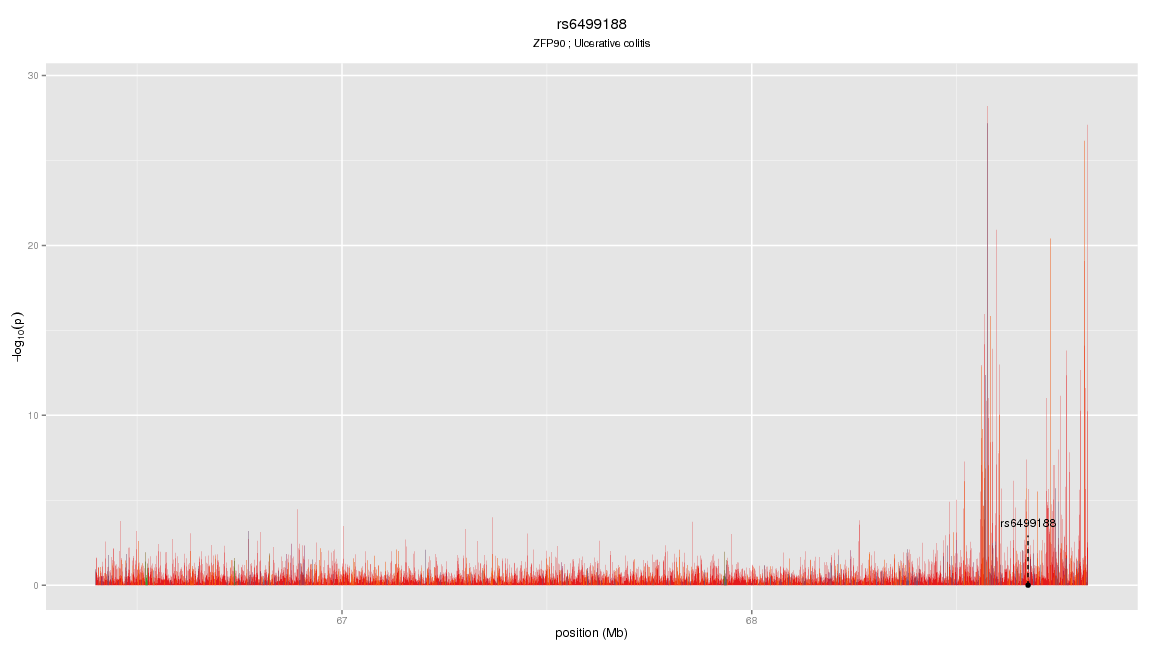 rs6499188
ZFP90 ; Ulcerative colitis
30
20
10
0
−log10(p)
rs6499188
67
68
position (Mb)